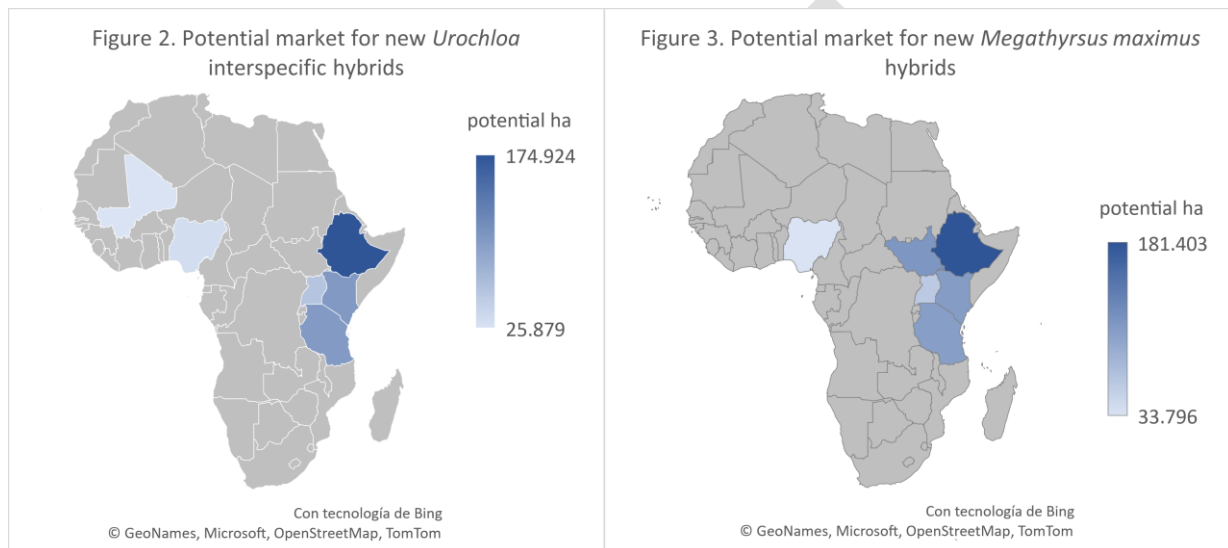 Figure 2. Potential market for new Urochloa
interspecific hybrids
potential ha
174.924
25.879
Con tecnología de Bing
© GeoNames, Microsoft, OpenStreetMap, TomTom
Figure 3. Potential market for new Megathyrsus maximus
hybrids
potential ha
181.403
33.796
Con tecnología de Bing
© GeoNames, Microsoft, OpenStreetMap, TomTom